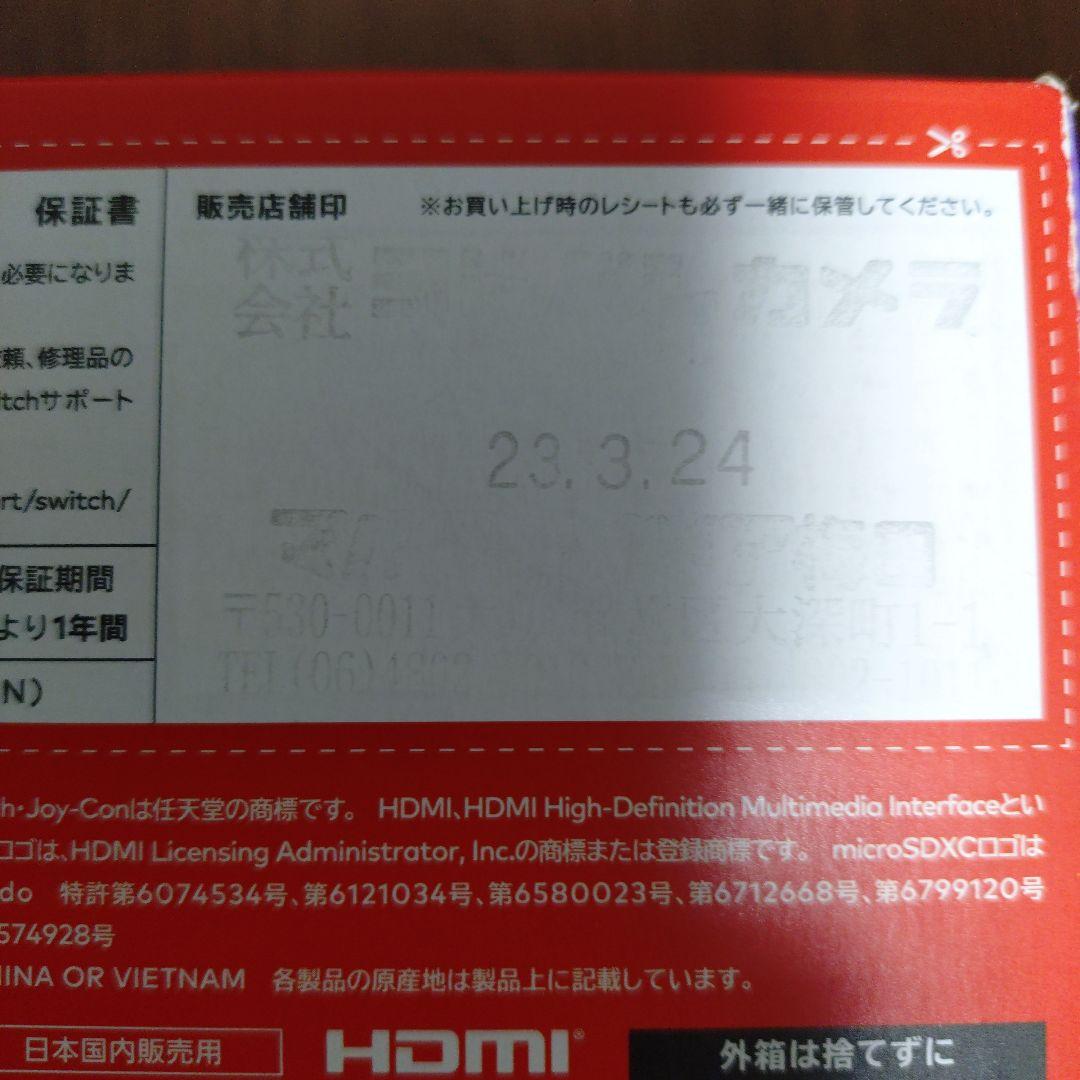 保証書
販売店舗印
※お買い上げ時のレシートも必ず一緒に保管してください。
必要になりま
頼、修理品の
tchサポート
rt/switch/
保証期間
より1年間
N)
株式
会社
カメラ
23.3.24
〒530-0011
区大深町1-1
TEL(06)
h・Joy-Conは任天堂の商標です。 HDMI、HDMI High-Definition Multimedia Interfaceとい
ロゴは、HDMI Licensing Administrator, Inc.の商標または登録商標です。 microSDXCロゴは
do 特許第6074534号、第6121034号、第6580023号、第6712668号、第6799120号
574928号
INA OR VIETNAM 各製品の原産地は製品上に記載しています。
日本国内販売用
HDMI®
外箱は捨てずに